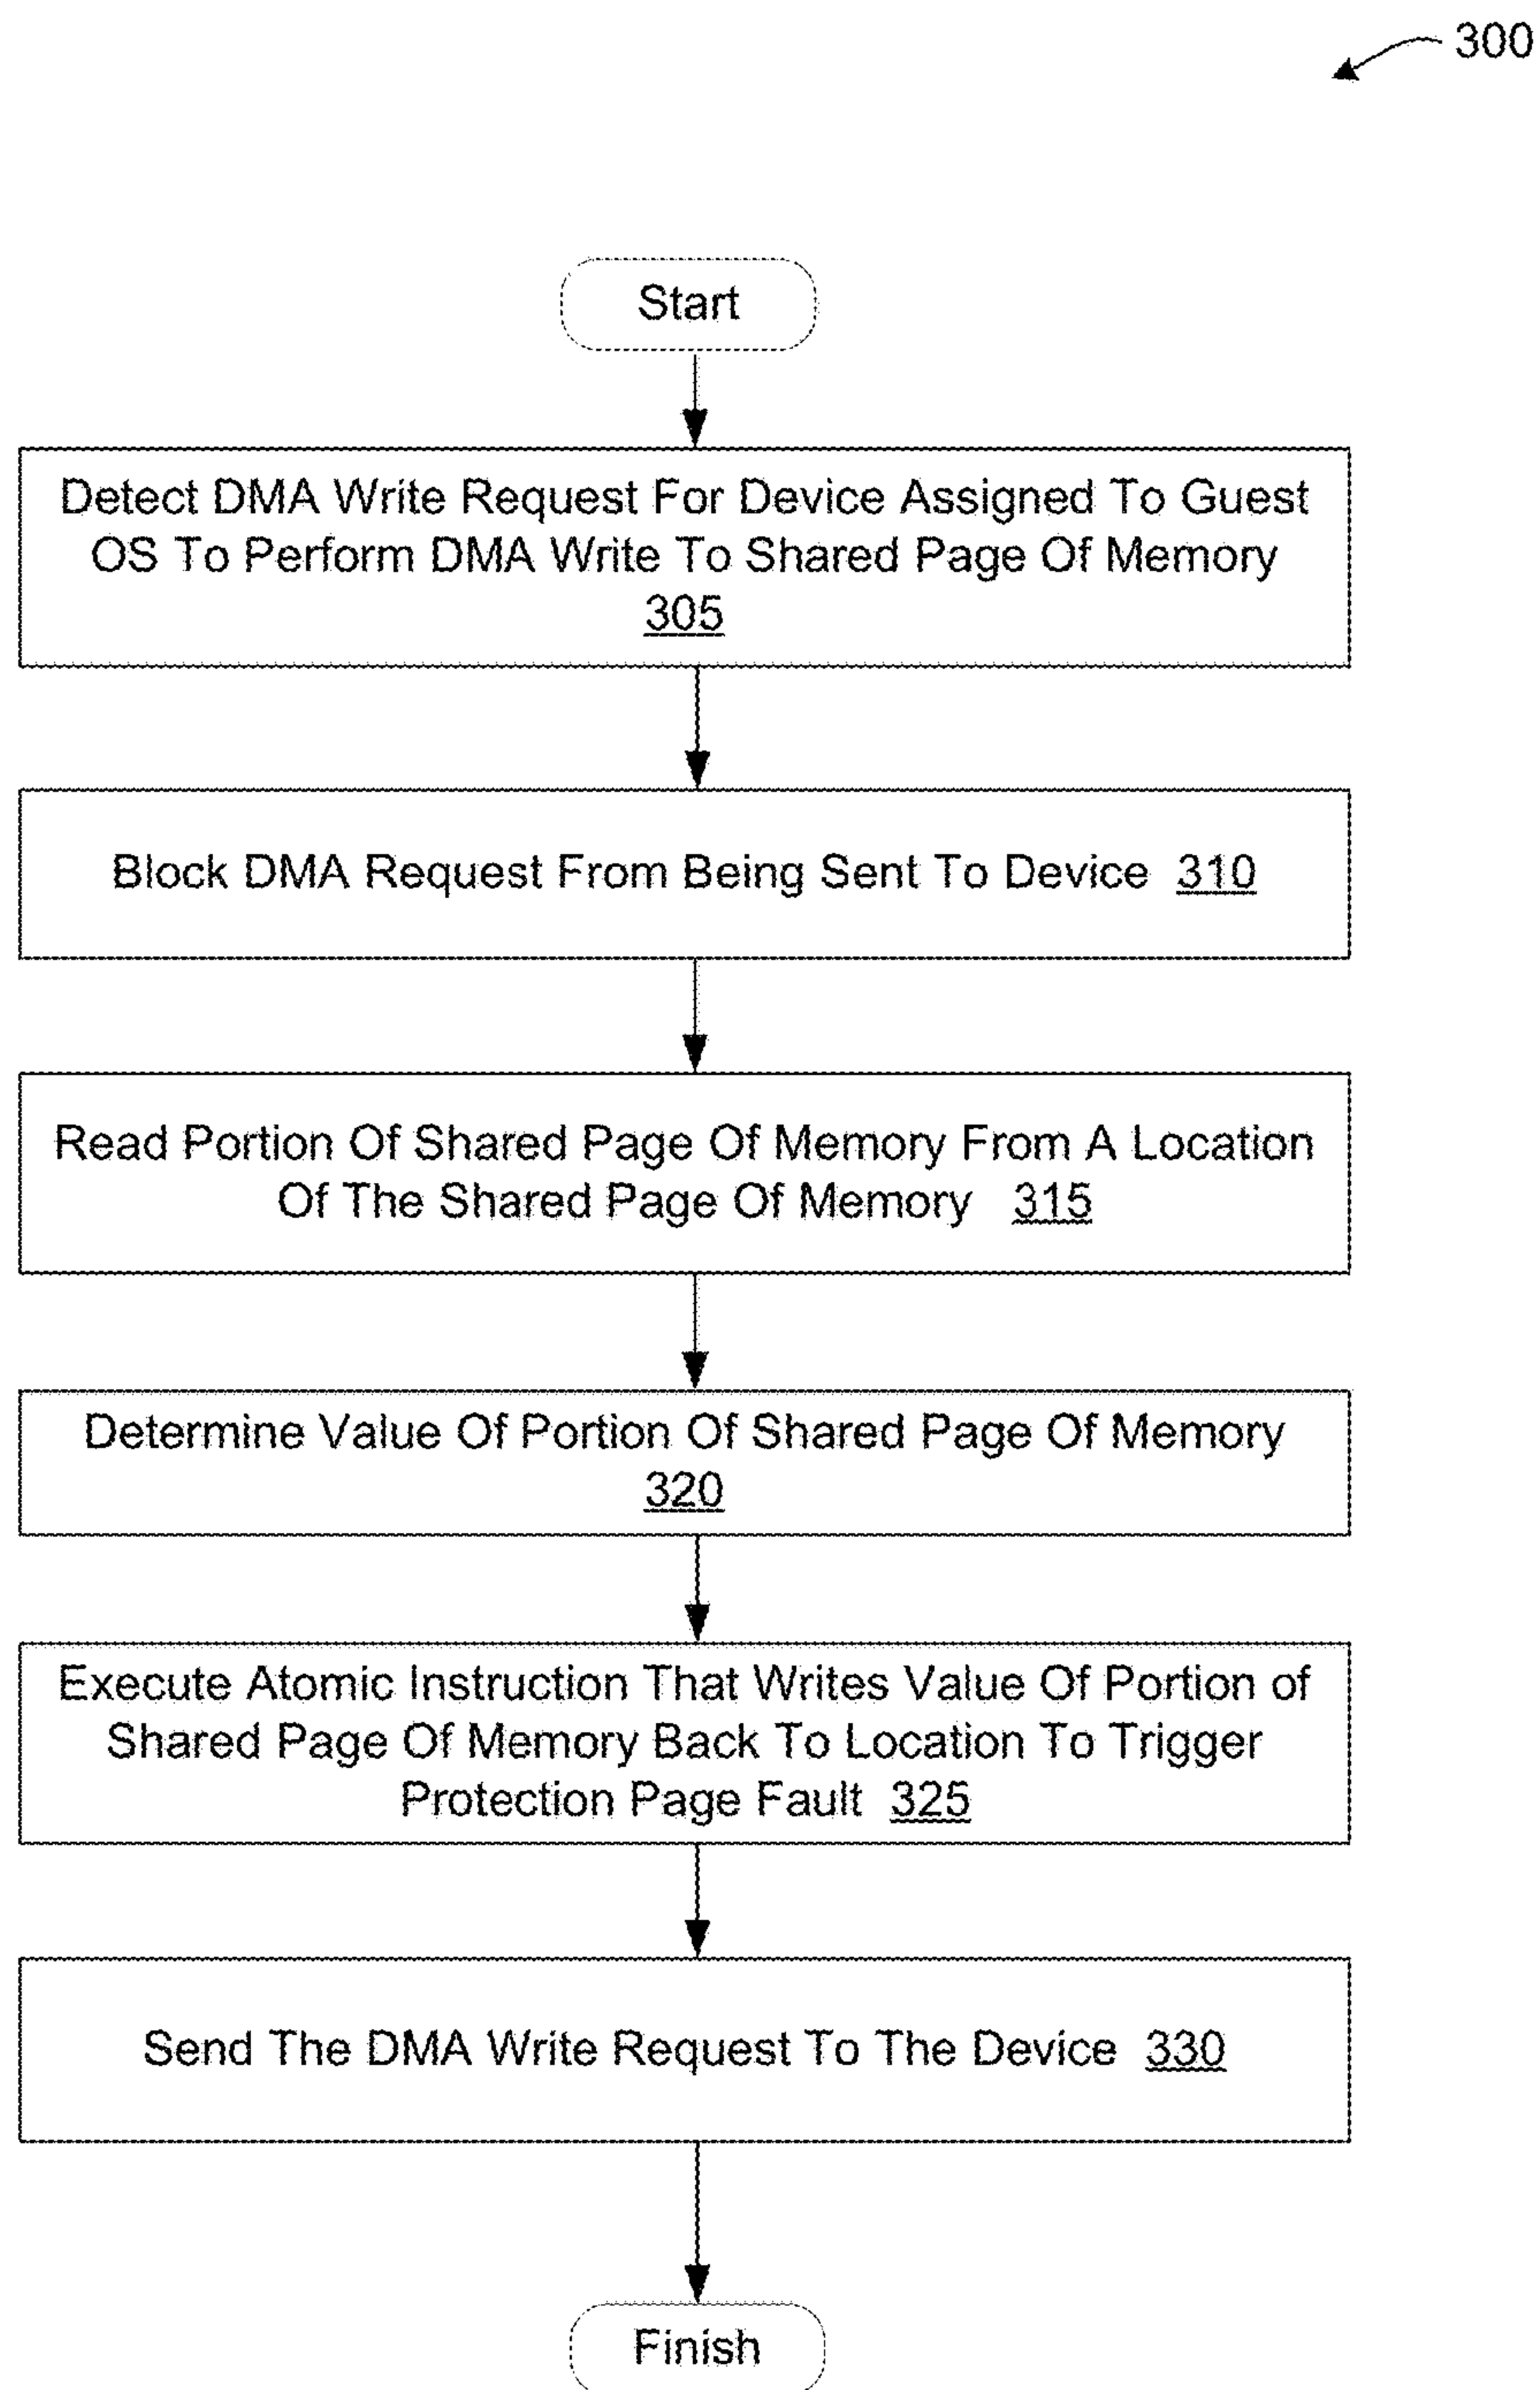 300
Start
Detect DMA Write Request For Device Assigned To Guest
OS To Perform DMA Write To Shared Page Of Memory
305
Block DMA Request From Being Sent To Device 310
Read Portion Of Shared Page Of Memory From A Location
Of The Shared Page Of Memory 315
Determine Value Of Portion Of Shared Page Of Memory
320
Execute Atomic Instruction That Writes Value Of Portion of
Shared Page Of Memory Back To Location To Trigger
Protection Page Fault 325
Send The DMA Write Request To The Device 330
Finish